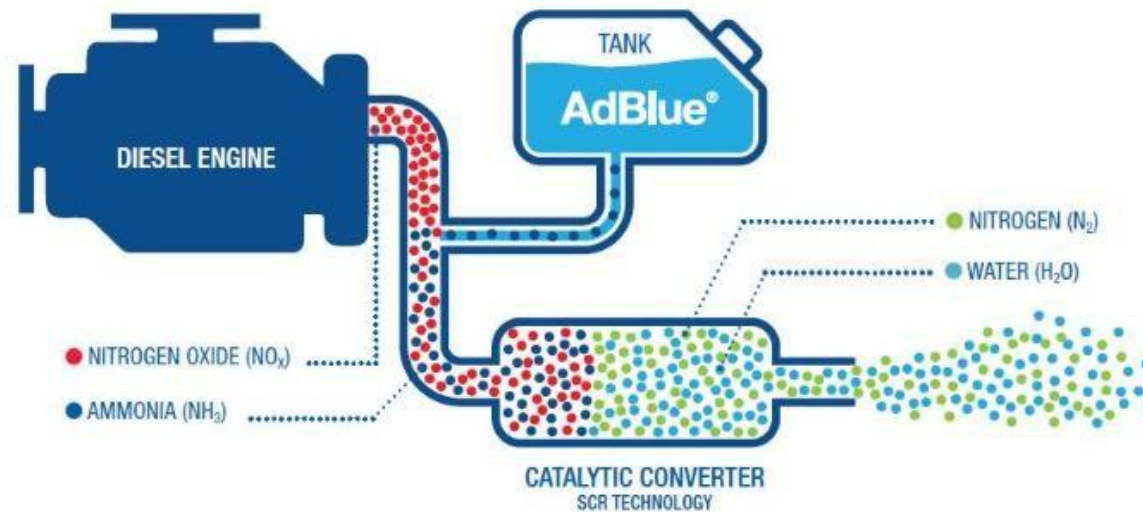 TANK
AdBlue®
DIESEL ENGINE
NITROGEN (N₂)
WATER (H₂O)
NITROGEN OXIDE (NOₓ)
AMMONIA (NH₃)
CATALYTIC CONVERTER
SCR TECHNOLOGY